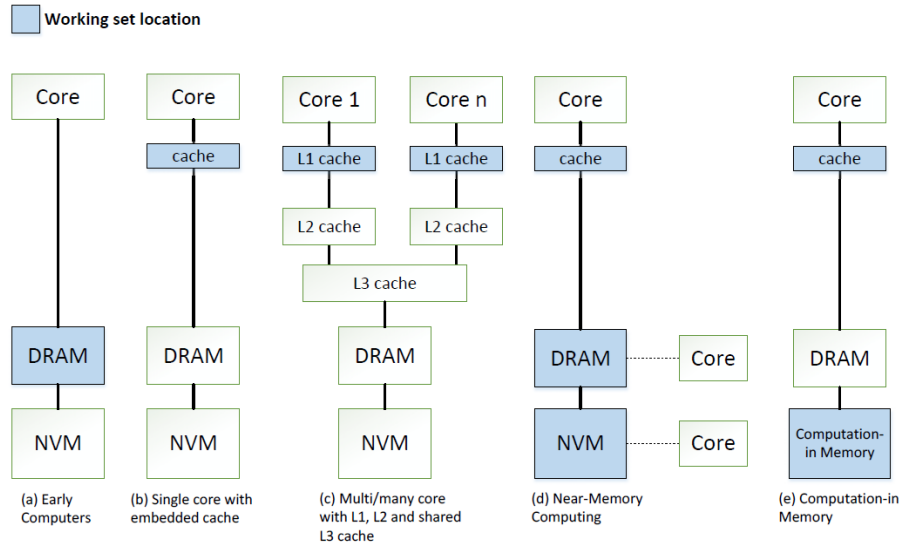 Working set location
Core
Core
Core 1
Core n
Core
Core
cache
L1 cache
L1 cache
cache
cache
L2 cache
L2 cache
L3 cache
DRAM
DRAM
DRAM
DRAM
Core
DRAM
NVM
NVM
NVM
NVM
Core
Computation-
in Memory
(a) Early
Computers
(b) Single core with
embedded cache
(c) Multi/many core
with L1, L2 and shared
L3 cache
(d) Near-Memory
Computing
(e) Computation-in
Memory